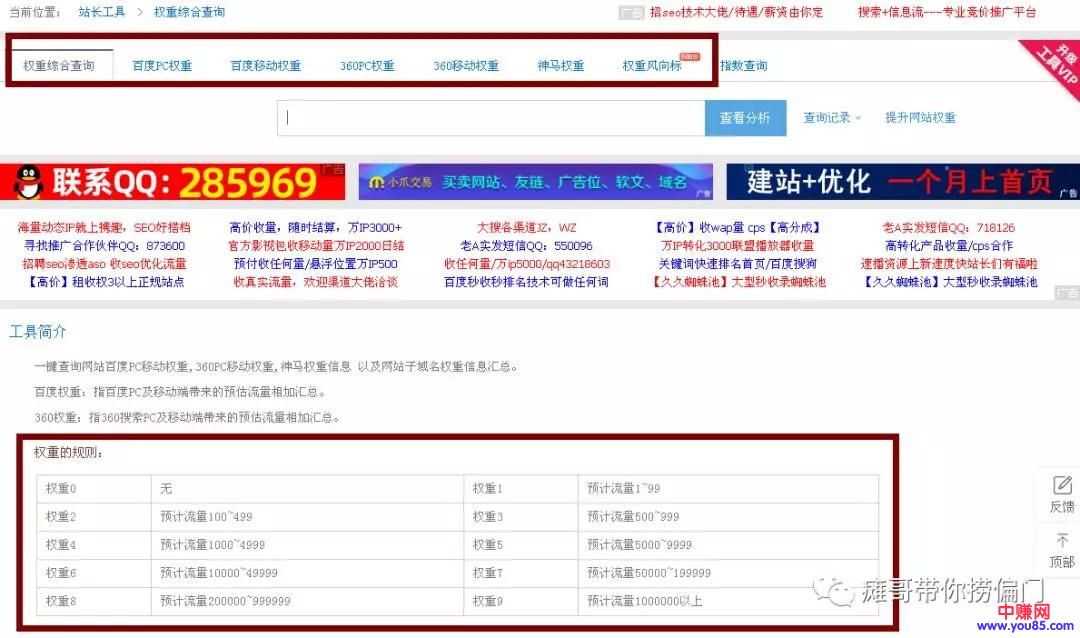 当前位置： 站长工具 > 权重综合查询
广告 招seo技术大佬/待遇/薪资由你定 搜索+信息流---专业竞价推广平台
权重综合查询 百度PC权重 百度移动权重 360PC权重 360移动权重 神马权重 权重风向标 NEW 指数查询
升级
工具VIP
查看分析 查询记录 提升网站权重
联系QQ：285969 广告
小爪交易 买卖网站、友链、广告位、软文、域名 广告
建站+优化 一个月上首页 广告
海量动态IP就上携趣，SEO好搭档 高价收量，随时结算，万IP3000+ 大搜各渠道JZ，WZ 【高价】收wap量 cps【高分成】 老A实发短信QQ：718126
寻找推广合作伙伴QQ：873600 官方影视包收移动量万IP2000日结 老A实发短信QQ：550096 万IP转化3000联盟播放器收量 高转化产品收量/cps合作
招聘seo渗透aso 收seo优化流量 预付收任何量/悬浮位置万IP500 收任何量/万ip5000/qq43218603 关键词快速排名首页/百度搜狗 速播资源上新速度快站长们有福啦
【高价】租收权3以上正规站点 收真实流量，欢迎渠道大佬洽谈 百度秒收秒排名技术可做任何词 【久久蜘蛛池】大型秒收录蜘蛛池 【久久蜘蛛池】大型秒收录蜘蛛池
广告
工具简介
一键查询网站百度PC移动权重,360PC移动权重,神马权重信息 以及网站子域名权重信息汇总。
百度权重：指百度PC及移动端带来的预估流量相加汇总。
360权重：指360搜索PC及移动端带来的预估流量相加汇总。
权重的规则：
权重0 无 权重1 预计流量1~99
权重2 预计流量100~499 权重3 预计流量500~999
权重4 预计流量1000~4999 权重5 预计流量5000~9999
权重6 预计流量10000~49999 权重7 预计流量50000~199999
权重8 预计流量200000~999999 权重9 预计流量1000000以上
反馈
顶部
瘫哥带你捞偏门
中赚网
www.you85.com